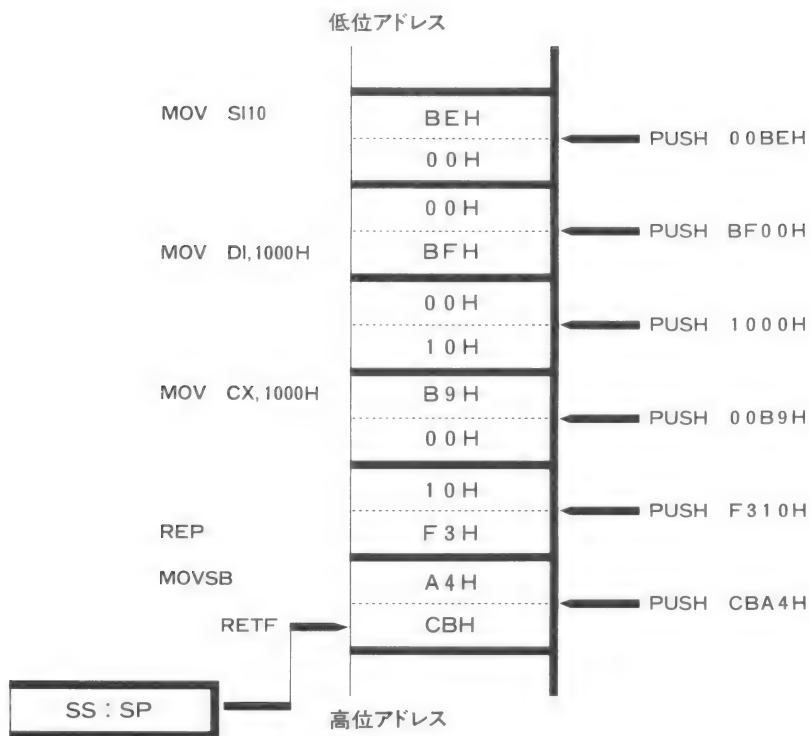 低位アドレス
MOV SI10
BEH
00H
PUSH 00BEH
00H
BFH
PUSH BF00H
MOV DI,1000H
00H
10H
PUSH 1000H
MOV CX,1000H
B9H
00H
PUSH 00B9H
10H
F3H
PUSH F310H
REP
MOVSB
A4H
CBH
PUSH CBA4H
RETF
SS:SP
高位アドレス